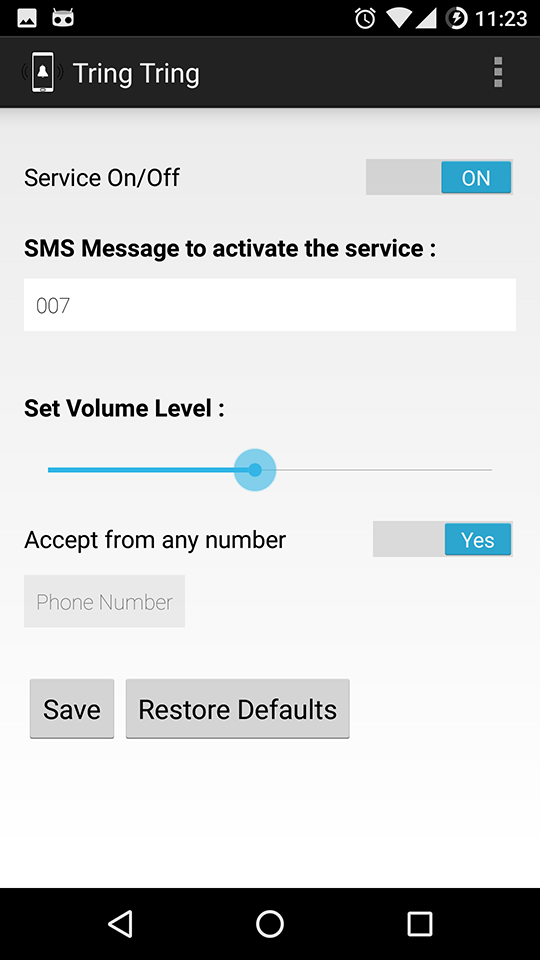 11:23
Tring Tring
Service On/Off
ON
SMS Message to activate the service :
007
Set Volume Level :
Accept from any number
Yes
Phone Number
Save
Restore Defaults